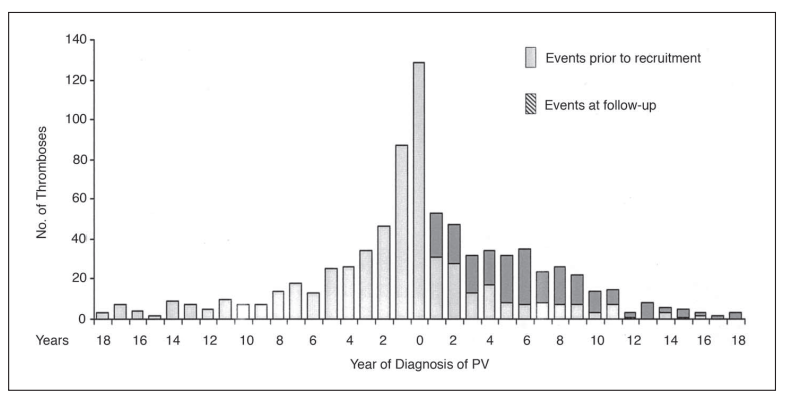 140
120
100
80
60
40
20
0
No. of Thromboses
Events prior to recruitment
Events at follow-up
Years 18 16 14 12 10 8 6 4 2 0 2 4 6 8 10 12 14 16 18
Year of Diagnosis of PV